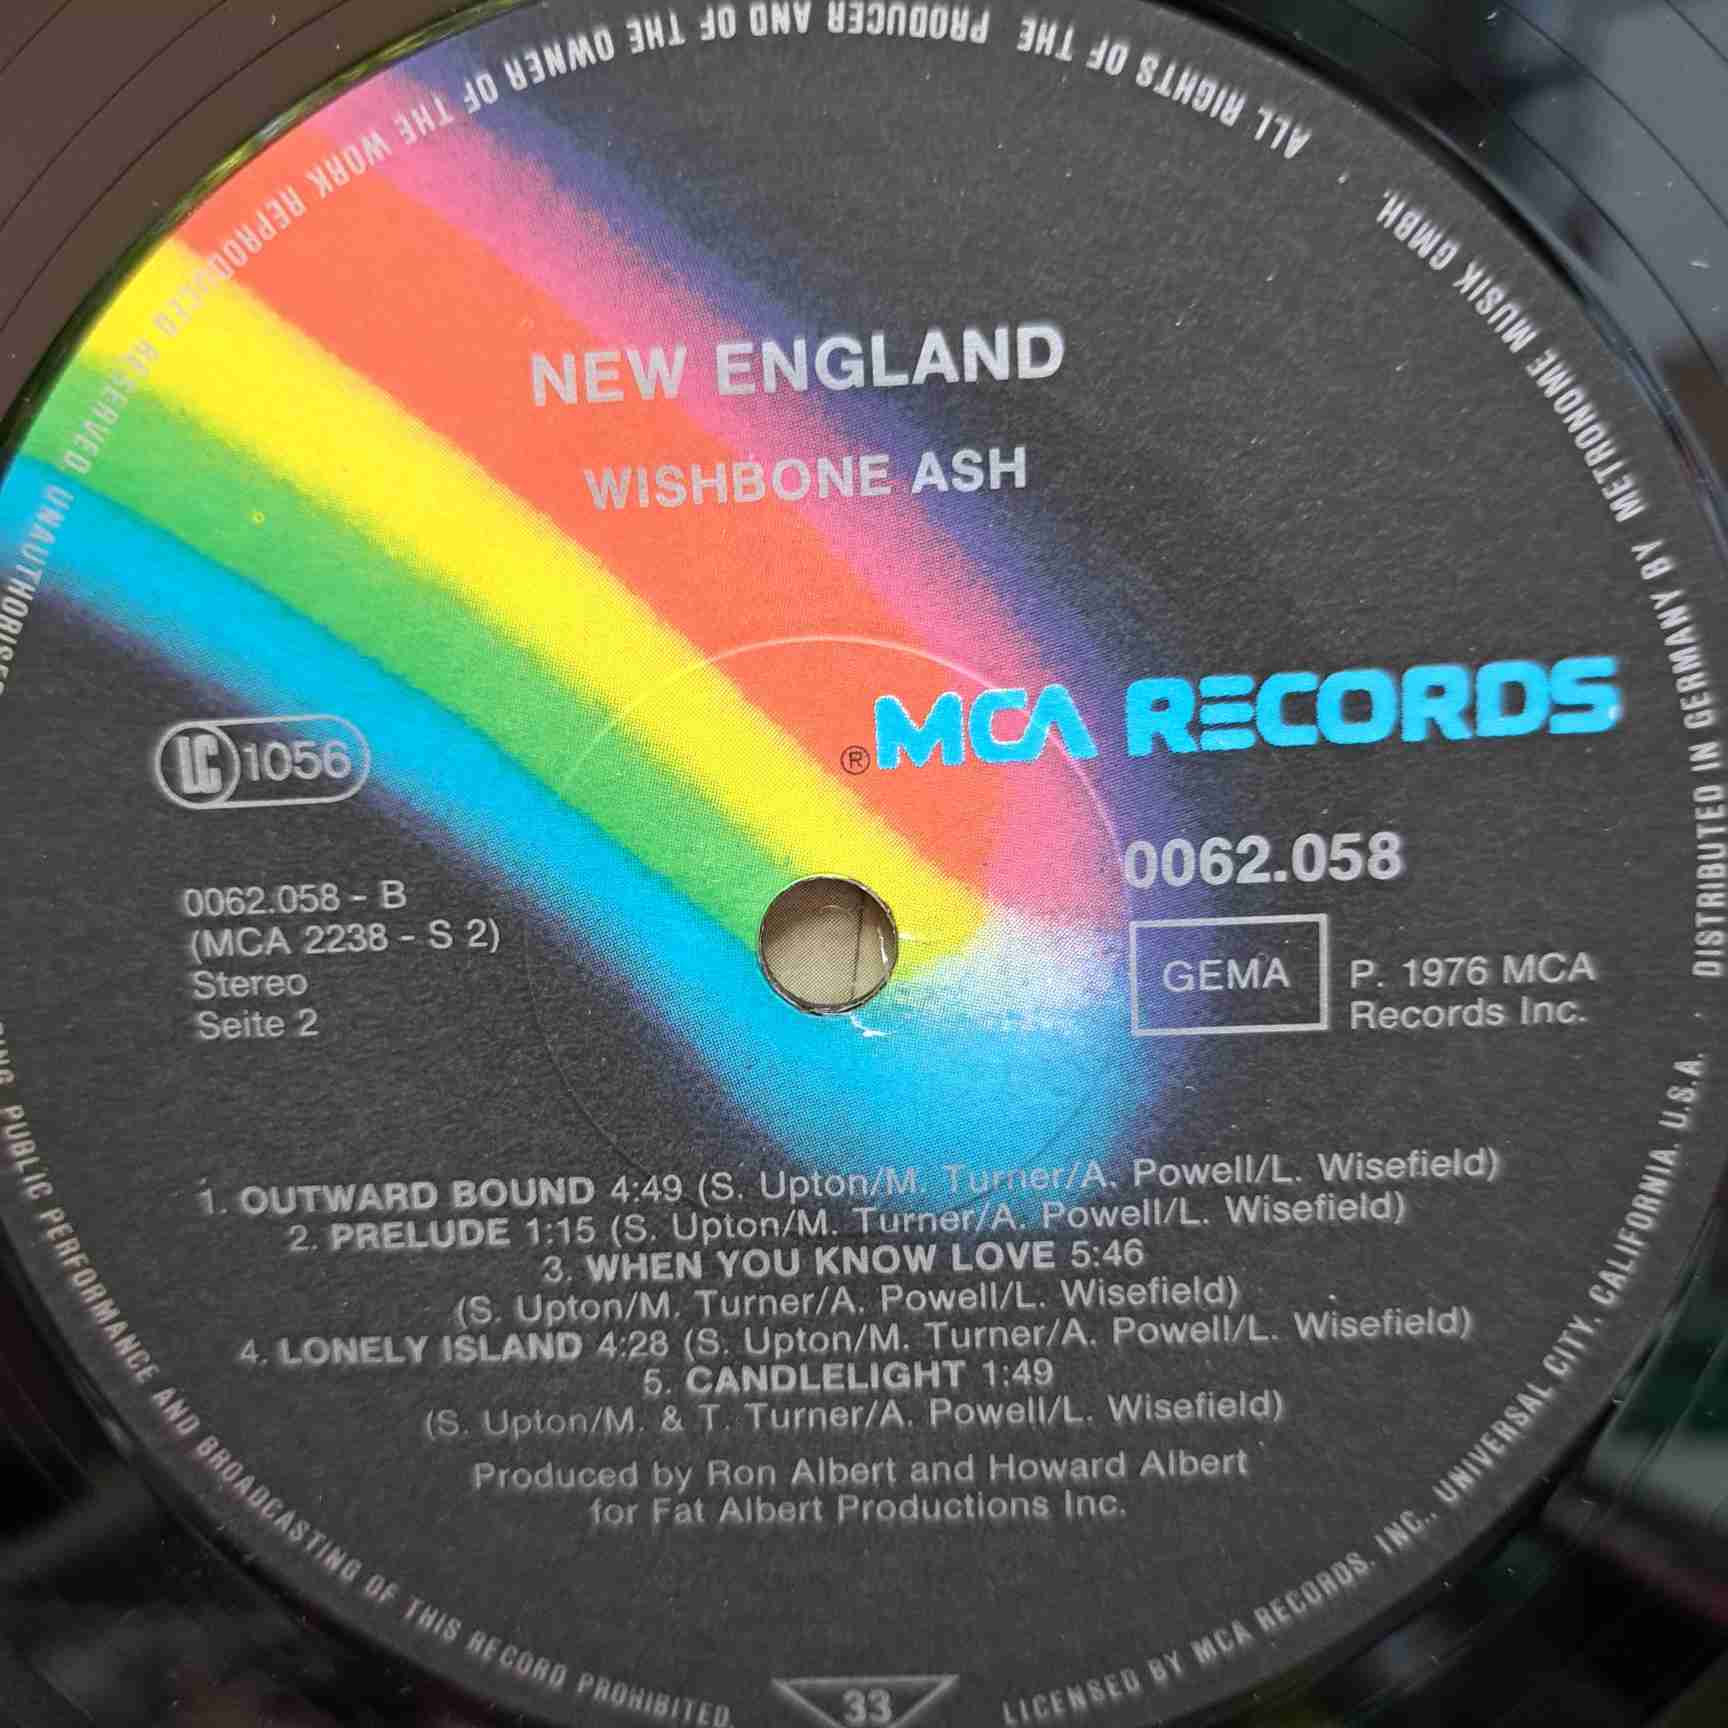 NEW ENGLAND
WISHBONE ASH
® MCA RECORDS
LC 1056
0062.058
0062.058 - B
(MCA 2238 - S 2)
Stereo
Seite 2
GEMA
P. 1976 MCA
Records Inc.
1. OUTWARD BOUND 4:49 (S. Upton/M. Turner/A. Powell/L. Wisefield)
2. PRELUDE 1:15 (S. Upton/M. Turner/A. Powell/L. Wisefield)
3. WHEN YOU KNOW LOVE 5:46
(S. Upton/M. Turner/A. Powell/L. Wisefield)
4. LONELY ISLAND 4:28 (S. Upton/M. Turner/A. Powell/L. Wisefield)
5. CANDLELIGHT 1:49
(S. Upton/M. & T. Turner/A. Powell/L. Wisefield)
Produced by Ron Albert and Howard Albert
for Fat Albert Productions Inc.
33
ALL RIGHTS OF THE PRODUCER AND OF THE OWNER OF THE WORK REPRODUCED RESERVED. PUBLIC PERFORMANCE AND BROADCASTING OF THIS RECORD PROHIBITED.
LICENSED BY MCA RECORDS, INC., UNIVERSAL CITY, CALIFORNIA, U.S.A. · DISTRIBUTED IN GERMANY BY METRONOME MUSIK GMBH.